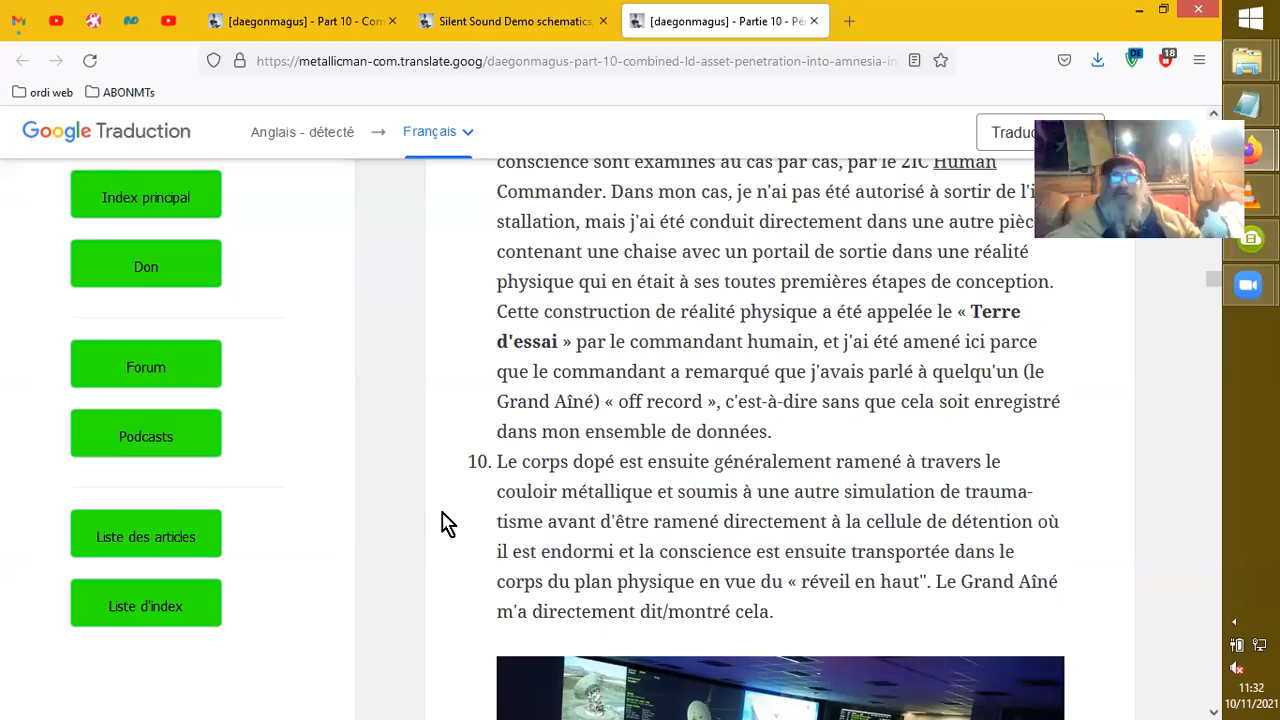 [daegonmagus] - Part 10 - Com
Silent Sound Demo schematics,
[daegonmagus] - Partie 10 - Pé
https://metallicman-com.translate.goog/daegonmagus-part-10-combined-ld-asset-penetration-into-amnesia-in
DE
18
ordi web
ABONMTs
Google Traduction
Anglais - détecté
Français
Traduc
Index principal
Don
Forum
Podcasts
Liste des articles
Liste d'index
conscience sont examinés au cas par cas, par le 2IC Human
Commander. Dans mon cas, je n'ai pas été autorisé à sortir de l'i
stallation, mais j'ai été conduit directement dans une autre pièc
contenant une chaise avec un portail de sortie dans une réalité
physique qui en était à ses toutes premières étapes de conception.
Cette construction de réalité physique a été appelée le « Terre
d'essai » par le commandant humain, et j'ai été amené ici parce
que le commandant a remarqué que j'avais parlé à quelqu'un (le
Grand Aîné) « off record », c'est-à-dire sans que cela soit enregistré
dans mon ensemble de données.
10. Le corps dopé est ensuite généralement ramené à travers le
couloir métallique et soumis à une autre simulation de trauma-
tisme avant d'être ramené directement à la cellule de détention où
il est endormi et la conscience est ensuite transportée dans le
corps du plan physique en vue du « réveil en haut". Le Grand Aîné
m'a directement dit/montré cela.
11:32
10/11/2021